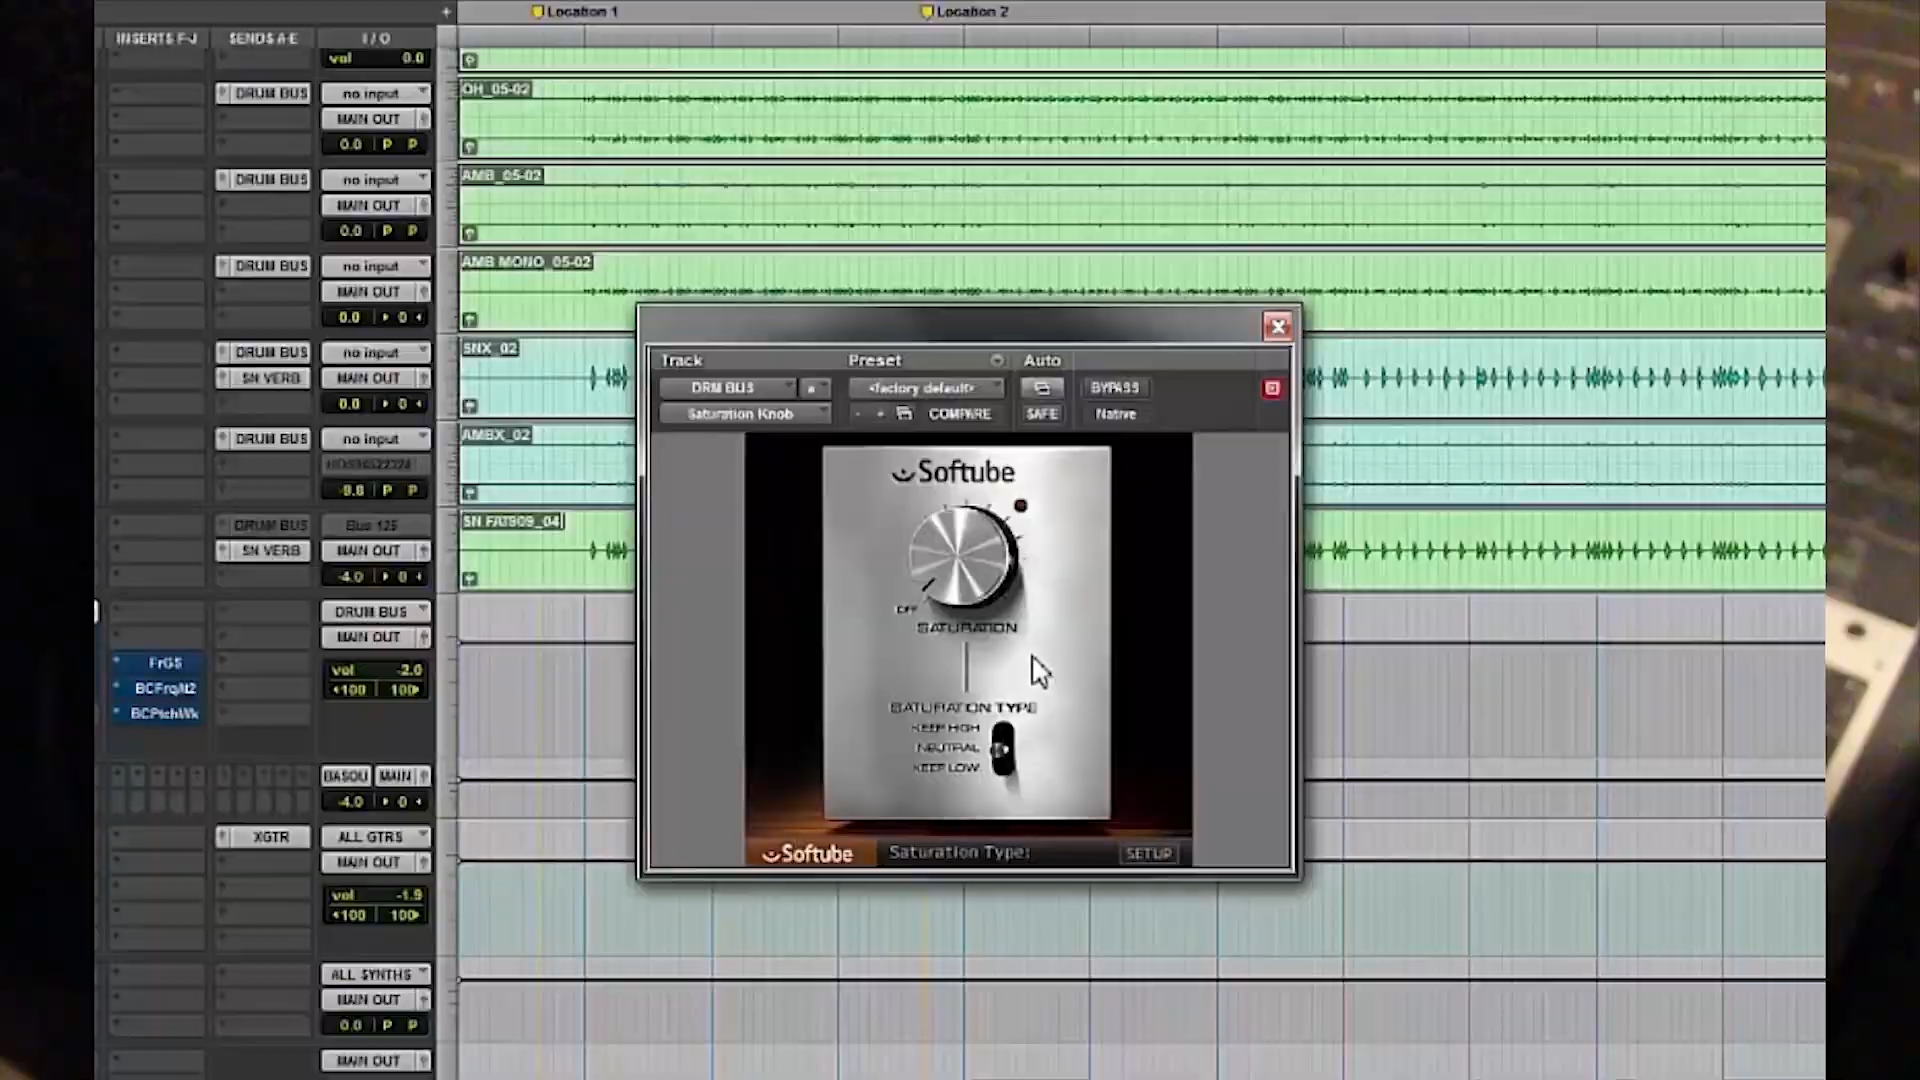 Location 1
Location 2
INSERTS F-J
SENDS A-E
I / O
vol 0.0
DRUM BUS
no input
MAIN OUT
0.0 P P
OH_05-02
DRUM BUS
no input
MAIN OUT
0.0 P P
AMB_05-02
DRUM BUS
no input
MAIN OUT
0.0 0
AMB MONO_05-02
DRUM BUS
no input
SN VERB
MAIN OUT
0.0 0
SNX_02
DRUM BUS
no input
-9.8 P P
AMBX_02
DRUM BUS
Bus 125
SN VERB
MAIN OUT
-4.0 0
SN FAT909_04
DRUM BUS
MAIN OUT
FrG5
BCFrqM2
BCPtchWk
vol -2.0
100 100
BASOU
MAIN
-4.0 0
XGTR
ALL GTRS
MAIN OUT
vol -1.9
100 100
ALL SYNTHS
MAIN OUT
0.0 P P
MAIN OUT
Track
Preset
Auto
DRM BUS
a
<factory default>
BYPASS
Saturation Knob
- + COMPARE
SAFE
Native
Softube
OFF
SATURATION
SATURATION TYPE
KEEP HIGH
NEUTRAL
KEEP LOW
Softube
Saturation Type:
SETUP